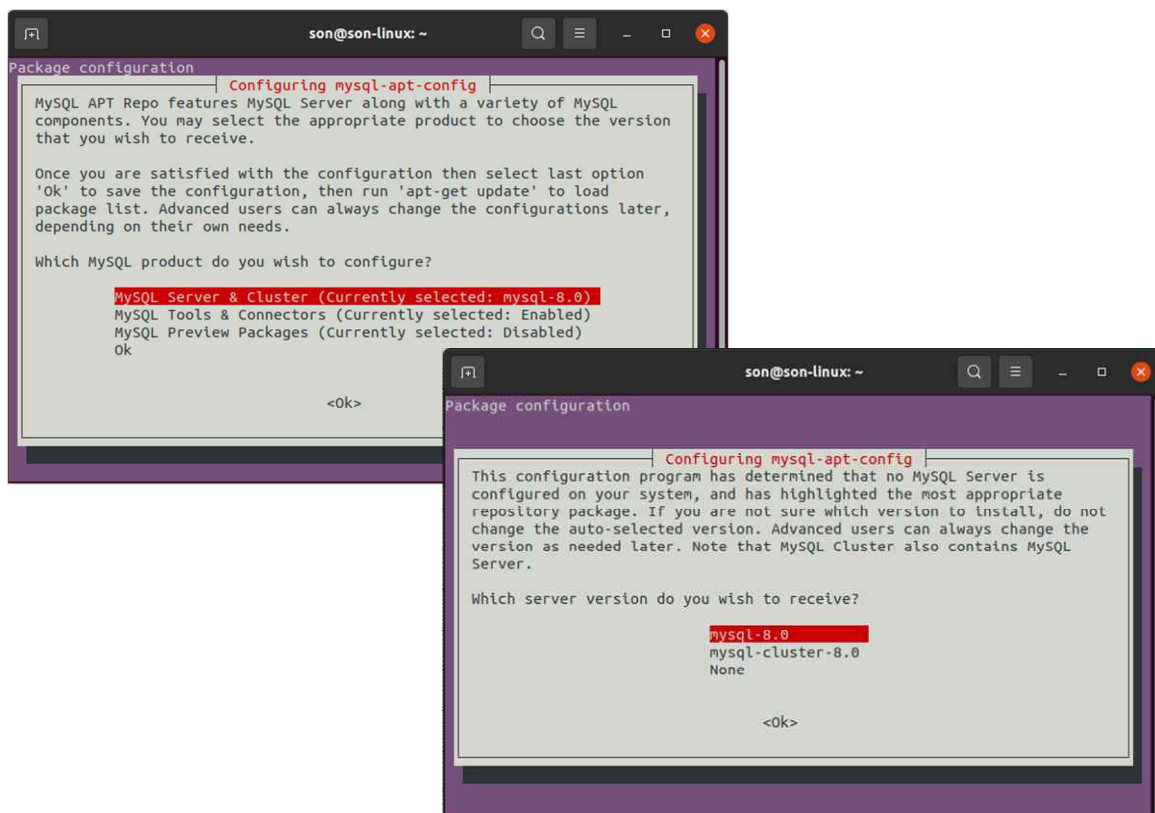 son@son-linux: ~
Package configuration
Configuring mysql-apt-config
MySQL APT Repo features MySQL Server along with a variety of MySQL
components. You may select the appropriate product to choose the version
that you wish to receive.
Once you are satisfied with the configuration then select last option
'Ok' to save the configuration, then run 'apt-get update' to load
package list. Advanced users can always change the configurations later,
depending on their own needs.
Which MySQL product do you wish to configure?
MySQL Server & Cluster (Currently selected: mysql-8.0)
MySQL Tools & Connectors (Currently selected: Enabled)
MySQL Preview Packages (Currently selected: Disabled)
Ok
<Ok>
son@son-linux: ~
Package configuration
Configuring mysql-apt-config
This configuration program has determined that no MySQL Server is
configured on your system, and has highlighted the most appropriate
repository package. If you are not sure which version to install, do not
change the auto-selected version. Advanced users can always change the
version as needed later. Note that MySQL Cluster also contains MySQL
Server.
Which server version do you wish to receive?
mysql-8.0
mysql-cluster-8.0
None
<Ok>